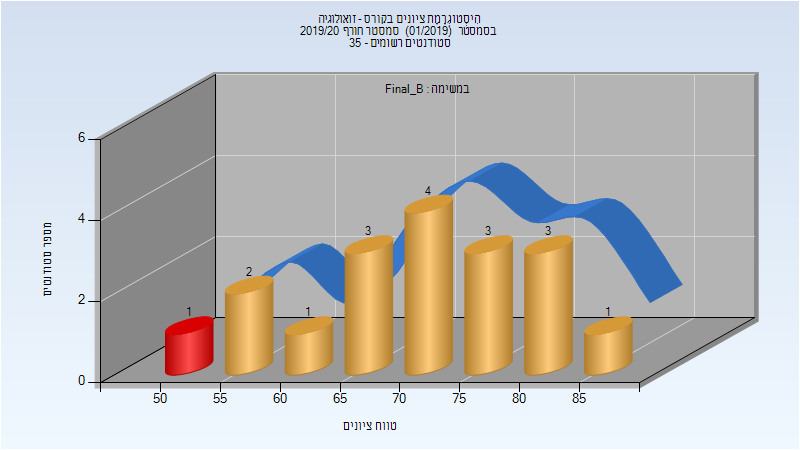 היסטוגרמת ציונים בקורס - זואולוגיה
בסמסטר (01/2019) סמסטר חורף 2019/20
סטודנטים רשומים - 35
במשימה : Final_B
מספר סטודנטים
6
4
2
0
1
2
1
3
4
3
3
1
50 55 60 65 70 75 80 85
טווח ציונים